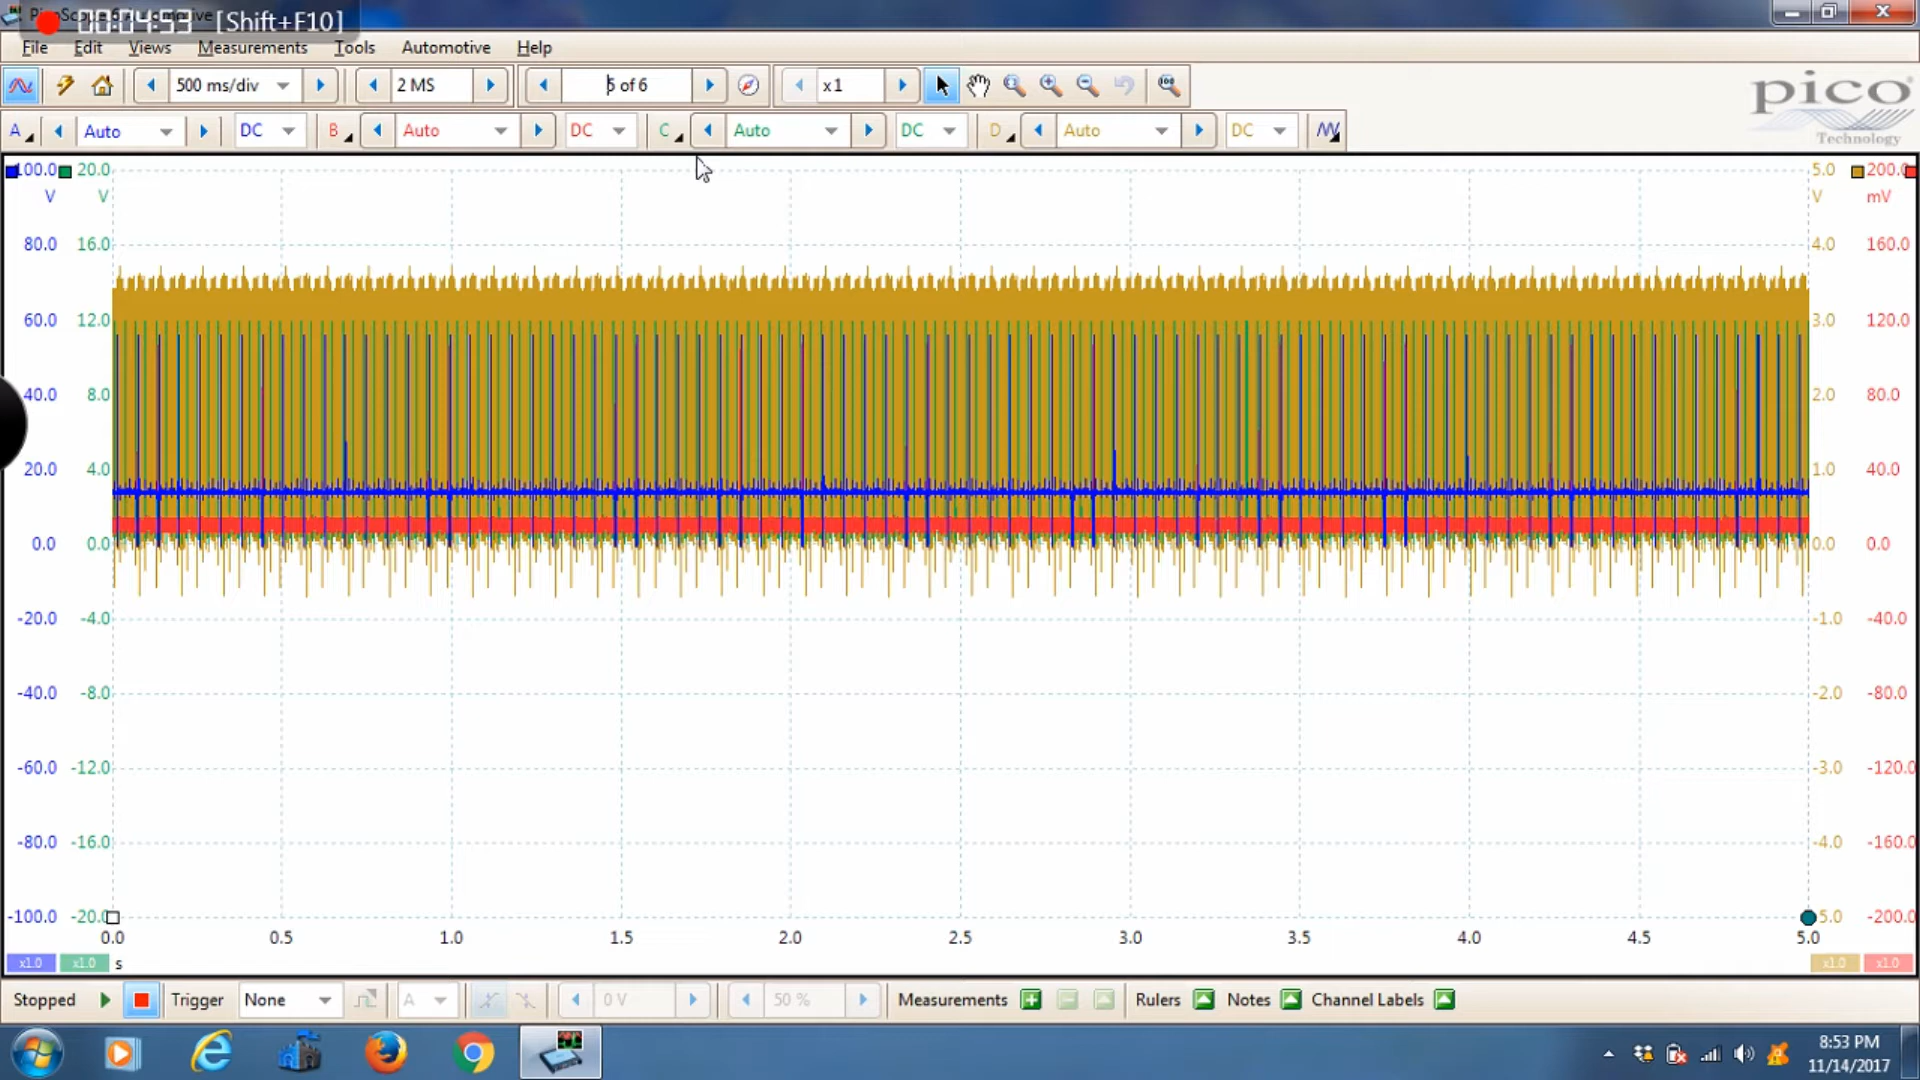 PicoScope 6 Automotive
00:04:53 [Shift+F10]
File Edit Views Measurements Tools Automotive Help
500 ms/div 2 MS 5 of 6 x1
pico
Technology
A Auto DC B Auto DC C Auto DC D Auto DC
100.0 20.0 5.0 200.0
V V V mV
80.0 16.0 4.0 160.0
60.0 12.0 3.0 120.0
40.0 8.0 2.0 80.0
20.0 4.0 1.0 40.0
0.0 0.0 0.0 0.0
-20.0 -4.0 -1.0 -40.0
-40.0 -8.0 -2.0 -80.0
-60.0 -12.0 -3.0 -120.0
-80.0 -16.0 -4.0 -160.0
-100.0 -20.0 5.0 -200.0
0.0 0.5 1.0 1.5 2.0 2.5 3.0 3.5 4.0 4.5 5.0
x1.0 x1.0 s x1.0 x1.0
Stopped Trigger None A 0 V 50 % Measurements Rulers Notes Channel Labels
8:53 PM
11/14/2017